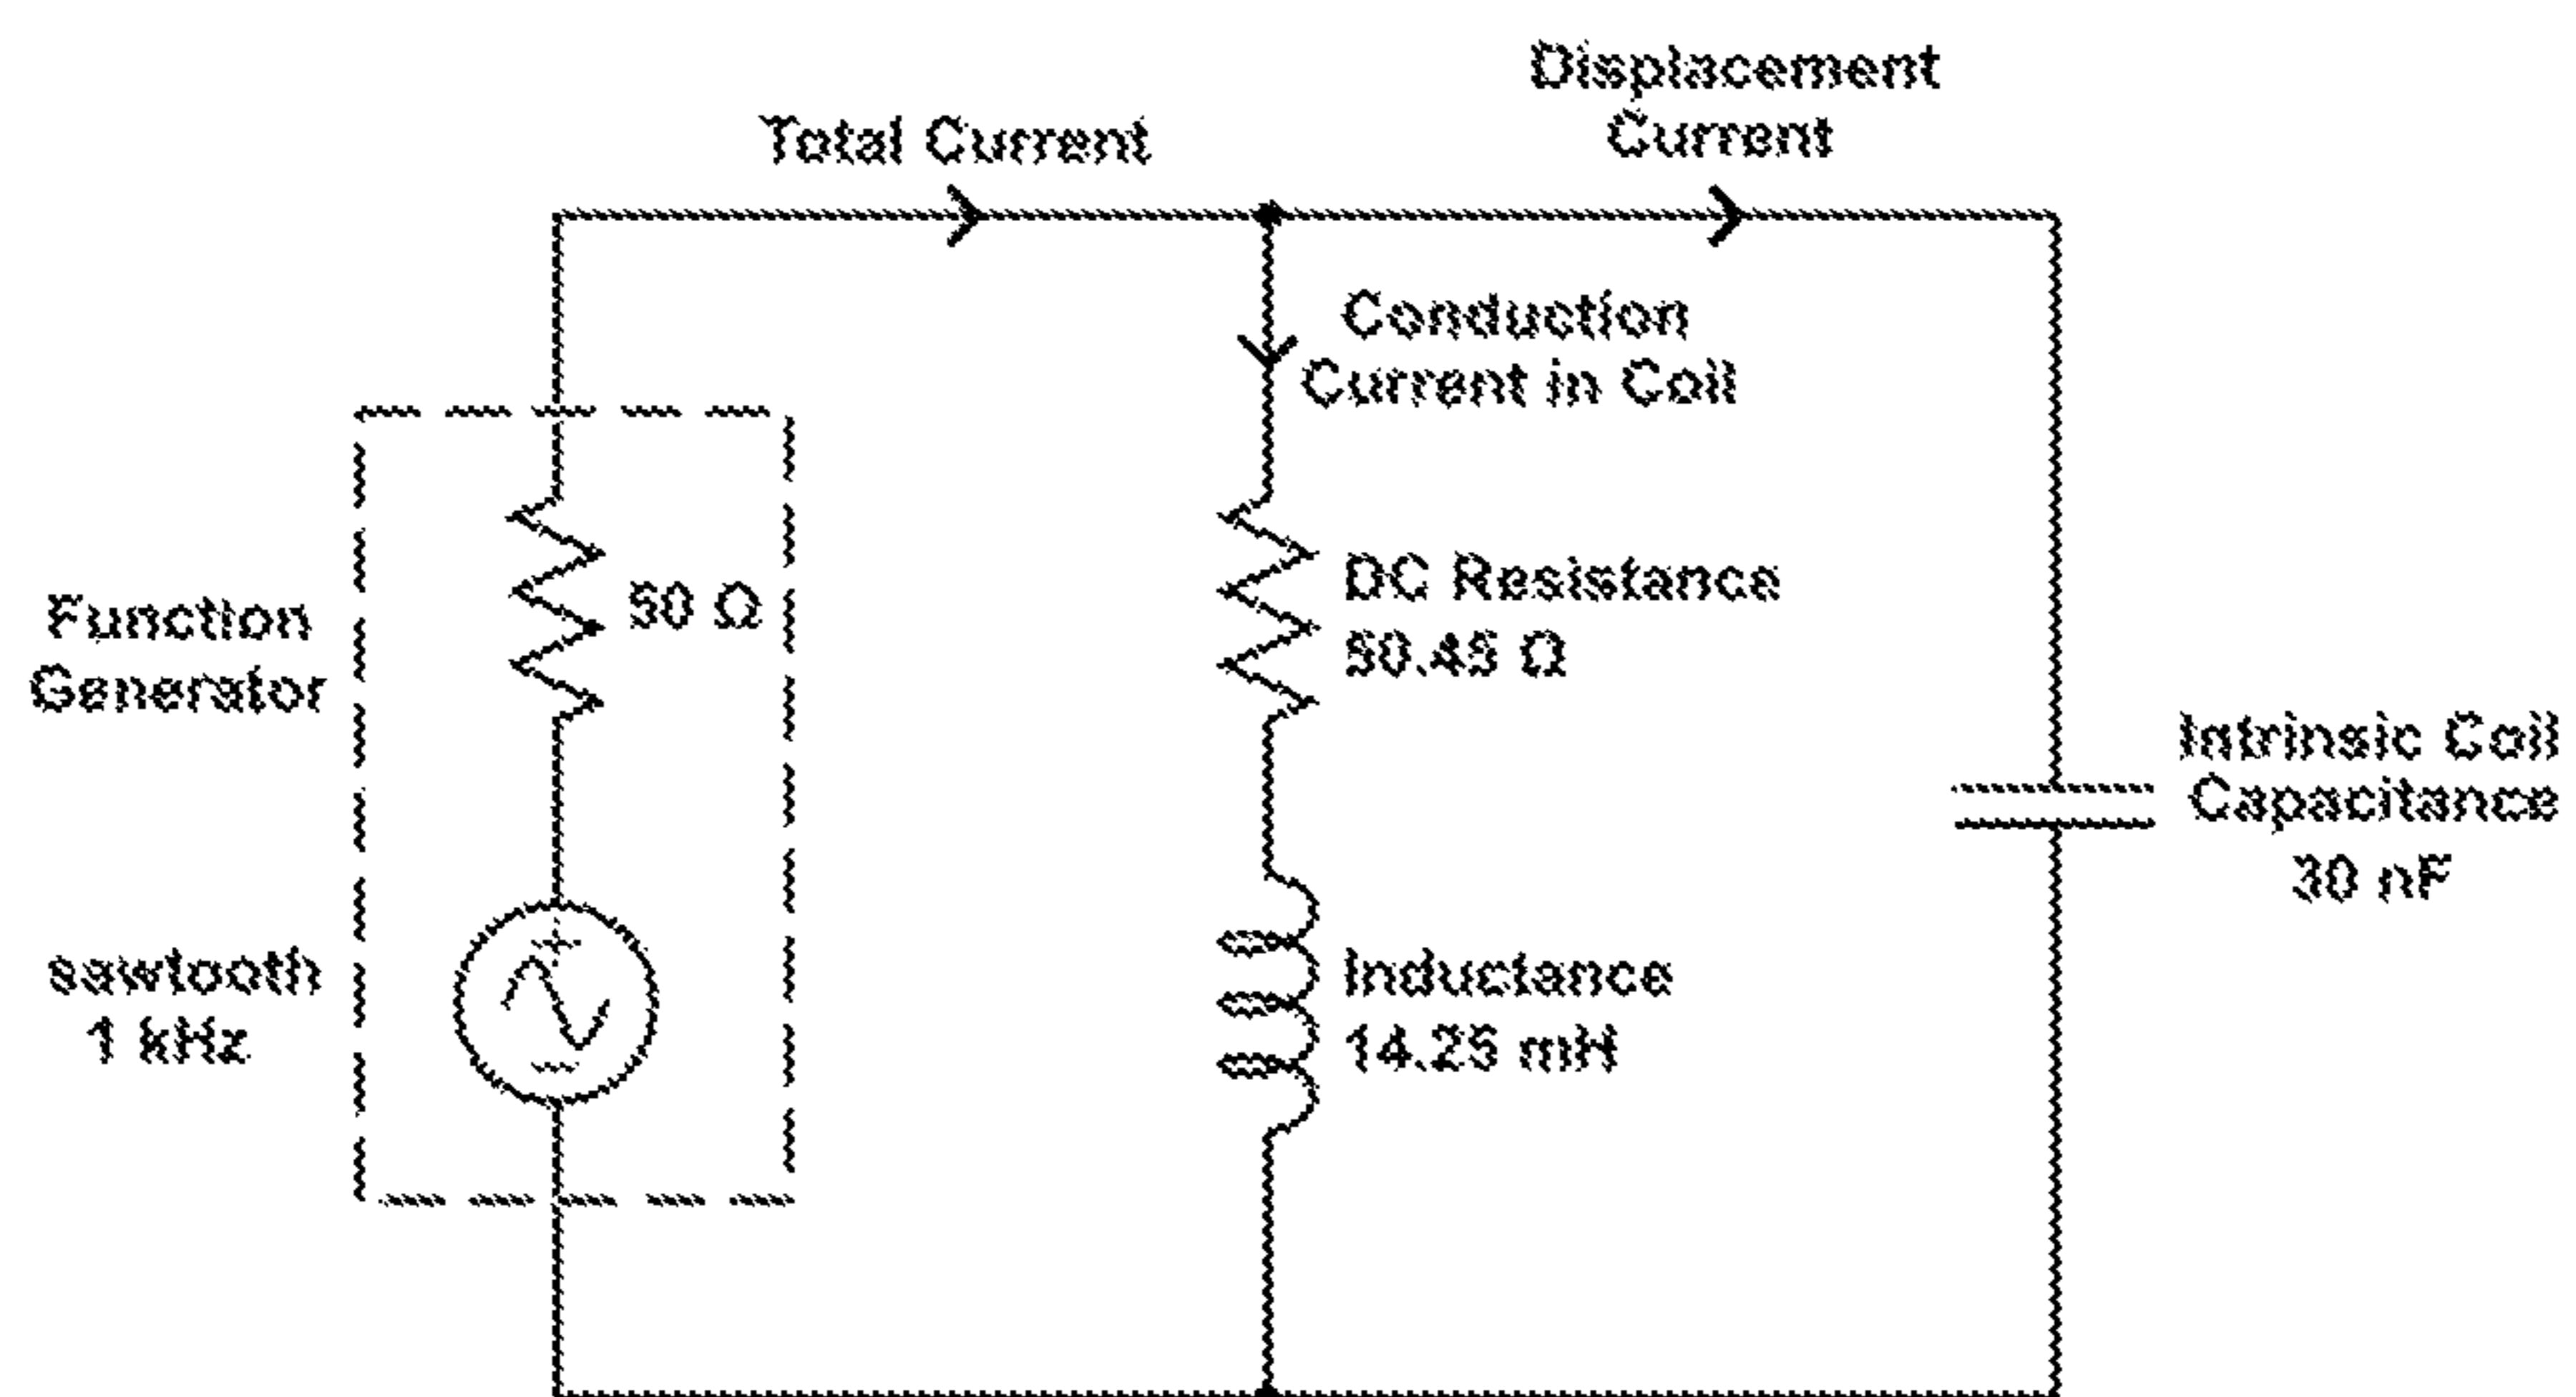 Displacement
Current
Total Current
Conduction
Current in Coil
50 Ω
DC Resistance
50.45 Ω
Function
Generator
Intrinsic Coil
Capacitance
30 nF
sawtooth
1 kHz
+
−
Inductance
14.25 mH